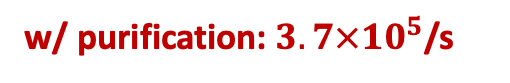 w/ purification: 3.7×10⁵/s